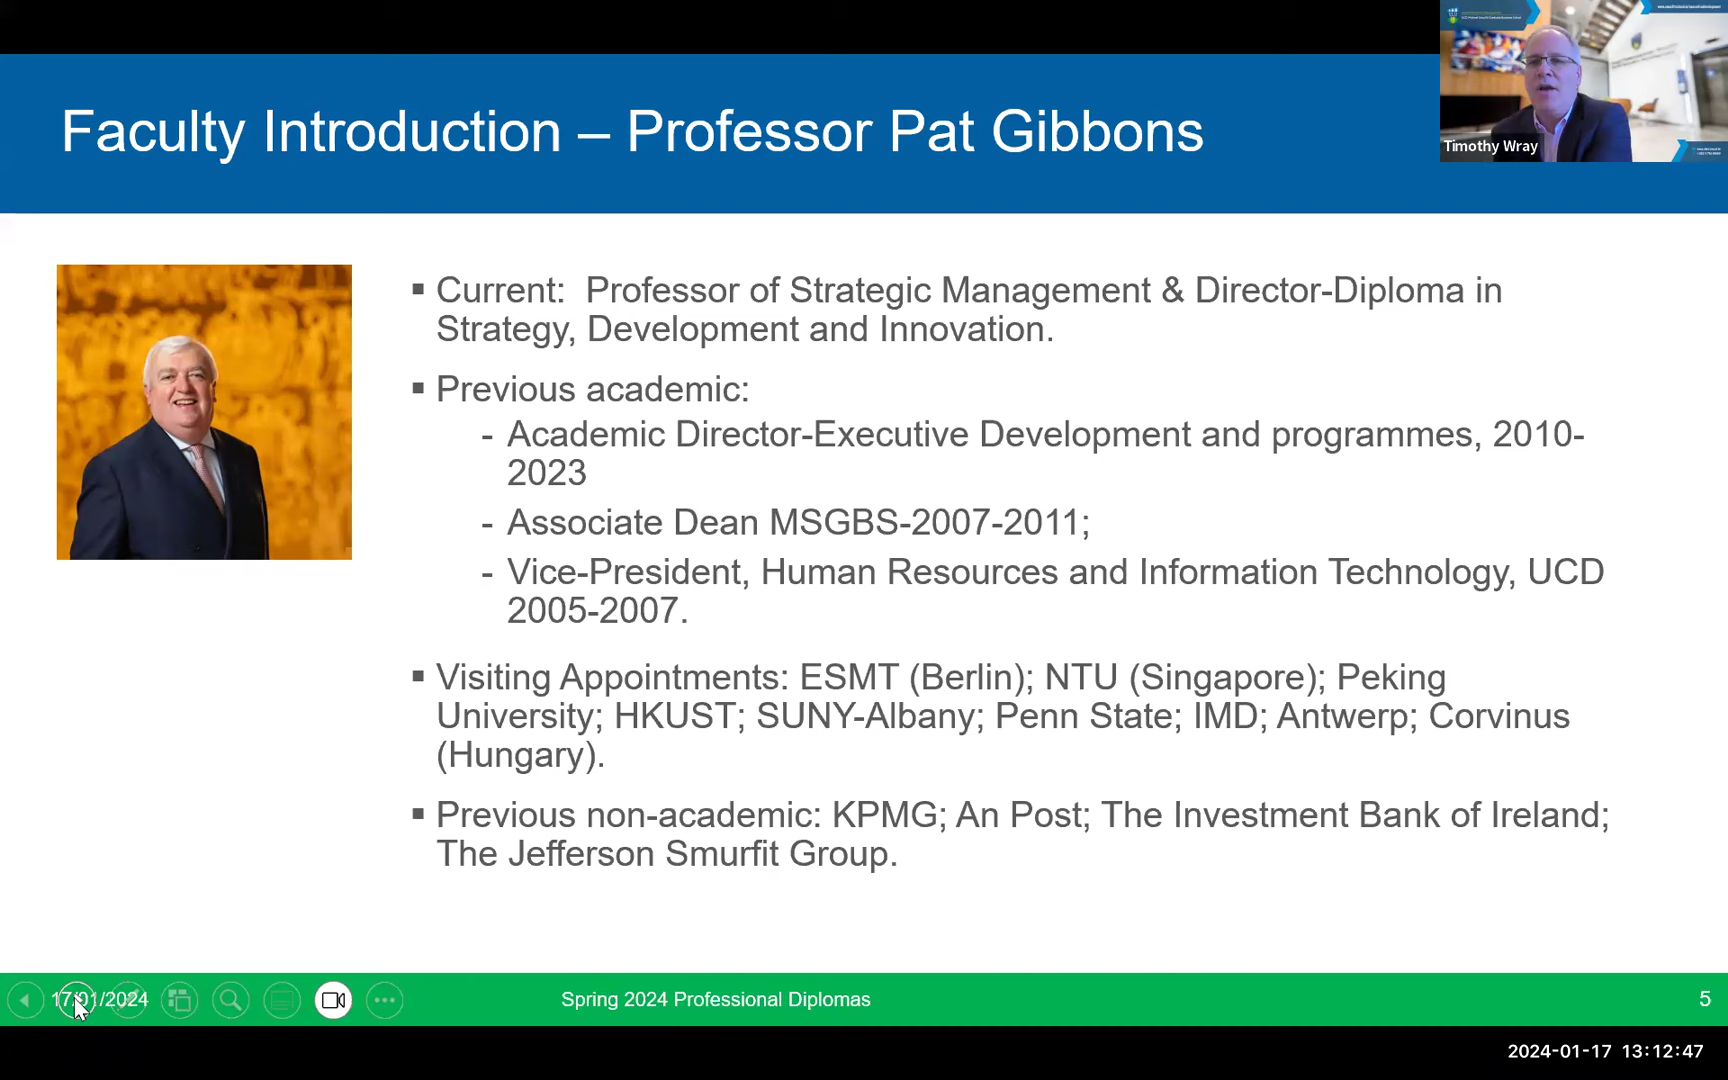 Faculty Introduction – Professor Pat Gibbons
Timothy Wray
▪ Current:  Professor of Strategic Management & Director-Diploma in
Strategy, Development and Innovation.
▪ Previous academic:
- Academic Director-Executive Development and programmes, 2010-
2023
- Associate Dean MSGBS-2007-2011;
- Vice-President, Human Resources and Information Technology, UCD
2005-2007.
▪ Visiting Appointments: ESMT (Berlin); NTU (Singapore); Peking
University; HKUST; SUNY-Albany; Penn State; IMD; Antwerp; Corvinus
(Hungary).
▪ Previous non-academic: KPMG; An Post; The Investment Bank of Ireland;
The Jefferson Smurfit Group.
17/01/2024
Spring 2024 Professional Diplomas
5
2024-01-17 13:12:47